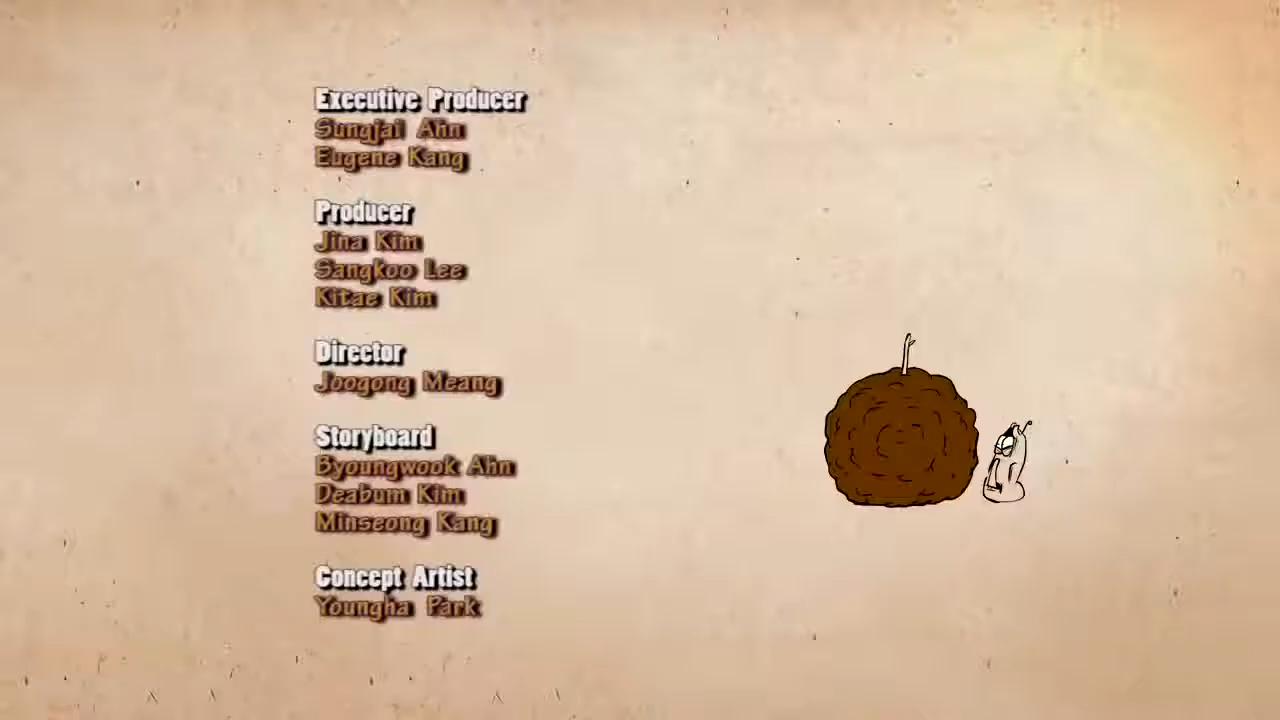 Executive Producer
Sungjai Ahn
Eugene Kang
Producer
Jina Kim
Sangkoo Lee
Kitae Kim
Director
Joogong Meang
Storyboard
Byoungwook Ahn
Deabum Kim
Minseong Kang
Concept Artist
Youngha Park